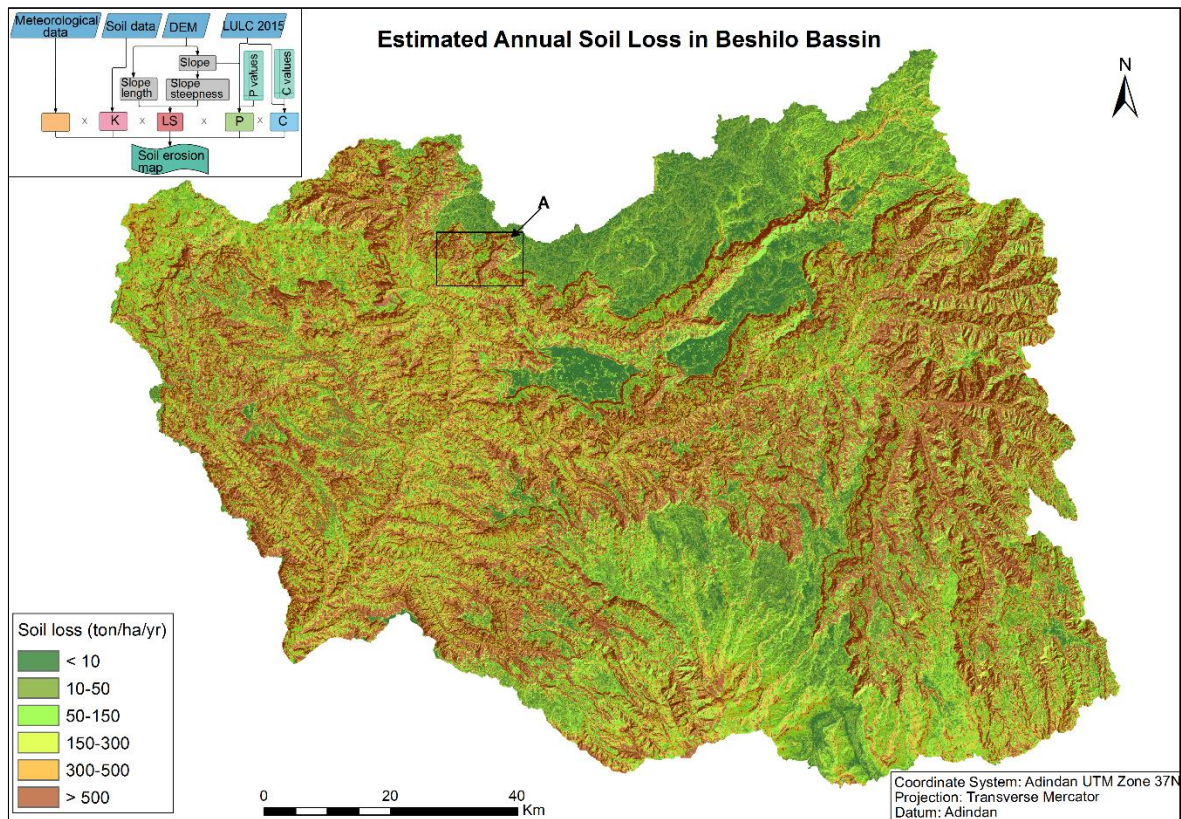 Estimated Annual Soil Loss in Beshilo Basin
Meteorological
data
Soil data
DEM
LULC 2015
Slope
Slope
length
Slope
steepness
P values
C values
x
K
x
LS
x
P
x
C
Soil erosion
map
N
A
Soil loss (ton/ha/yr)
< 10
10-50
50-150
150-300
300-500
> 500
0
20
40
Km
Coordinate System: Adindan UTM Zone 37N
Projection: Transverse Mercator
Datum: Adindan